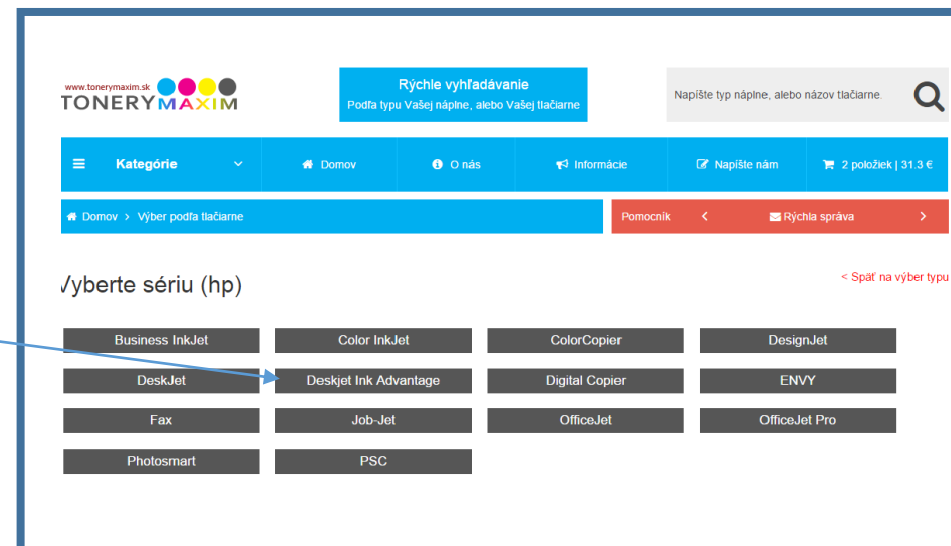 www.tonerymaxim.sk
TONERYMAXIM
Rýchle vyhľadávanie
Podľa typu Vašej náplne, alebo Vašej tlačiarne
Napíšte typ náplne, alebo názov tlačiarne.
Kategórie
Domov
O nás
Informácie
Napíšte nám
2 položiek | 31.3 €
Domov > Výber podľa tlačiarne
Pomocník
Rýchla správa
Vyberte sériu (hp)
< Späť na výber typu
Business InkJet
Color InkJet
ColorCopier
DesignJet
DeskJet
Deskjet Ink Advantage
Digital Copier
ENVY
Fax
Job-Jet
OfficeJet
OfficeJet Pro
Photosmart
PSC